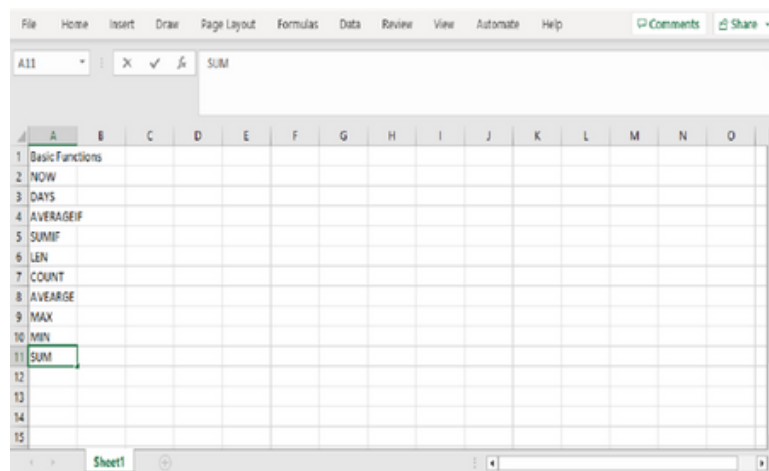 File Home Insert Draw Page Layout Formulas Data Review View Automate Help Comments Share
A11 fx SUM
A B C D E F G H I J K L M N O
1 Basic Functions
2 NOW
3 DAYS
4 AVERAGEIF
5 SUMIF
6 LEN
7 COUNT
8 AVEARGE
9 MAX
10 MIN
11 SUM
12
13
14
15
Sheet1